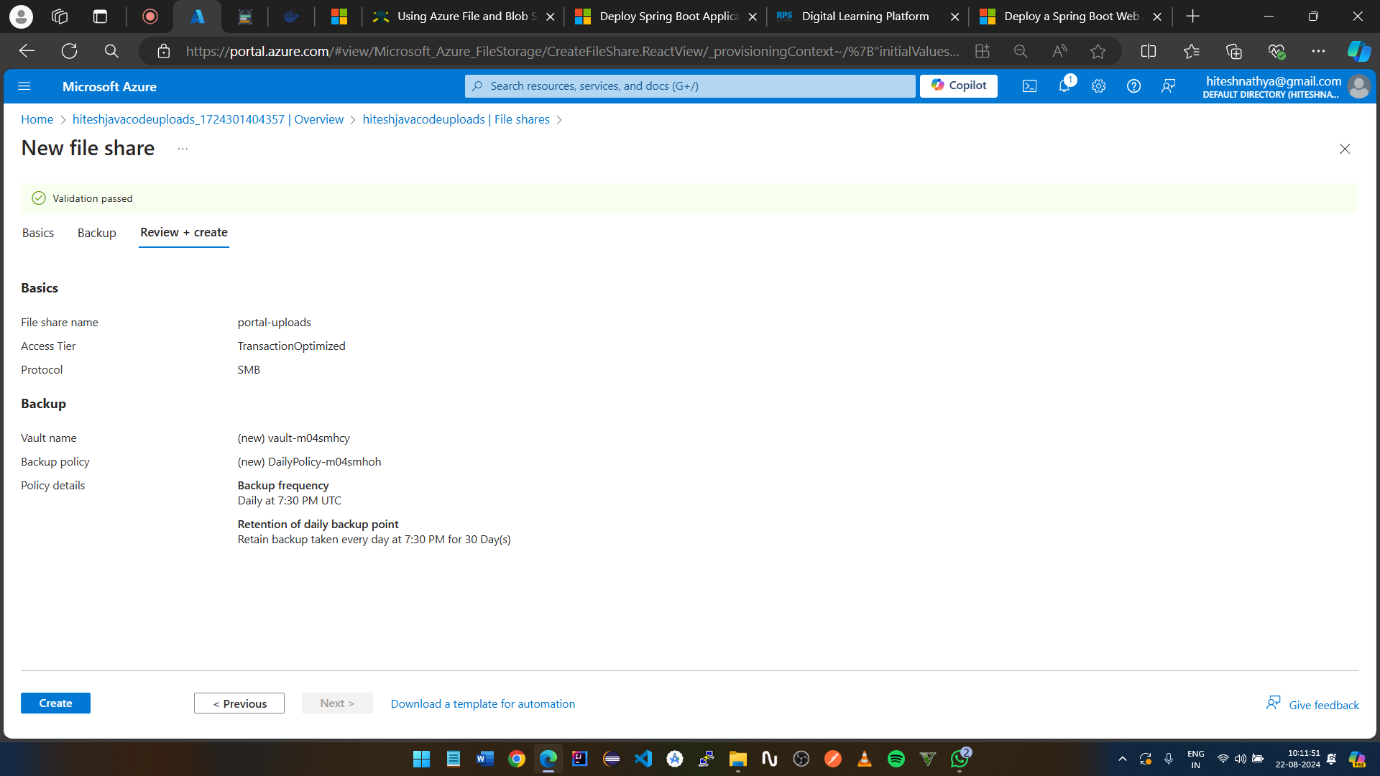 Using Azure File and Blob S
Deploy Spring Boot Applica
RPS Digital Learning Platform
Deploy a Spring Boot Web
https://portal.azure.com/#view/Microsoft_Azure_FileStorage/CreateFileShare.ReactView/_provisioningContext~/%7B"initialValues...
Microsoft Azure
Search resources, services, and docs (G+/)
Copilot
1
hiteshnathya@gmail.com
DEFAULT DIRECTORY (HITESHNA...
Home > hiteshjavacodeuploads_1724301404357 | Overview > hiteshjavacodeuploads | File shares >
New file share ...
Validation passed
Basics Backup Review + create
Basics
File share name portal-uploads
Access Tier TransactionOptimized
Protocol SMB
Backup
Vault name (new) vault-m04smhcy
Backup policy (new) DailyPolicy-m04smhoh
Policy details Backup frequency
Daily at 7:30 PM UTC
Retention of daily backup point
Retain backup taken every day at 7:30 PM for 30 Day(s)
Create < Previous Next > Download a template for automation Give feedback
2
ENG
IN
10:11:51
22-08-2024
PRE